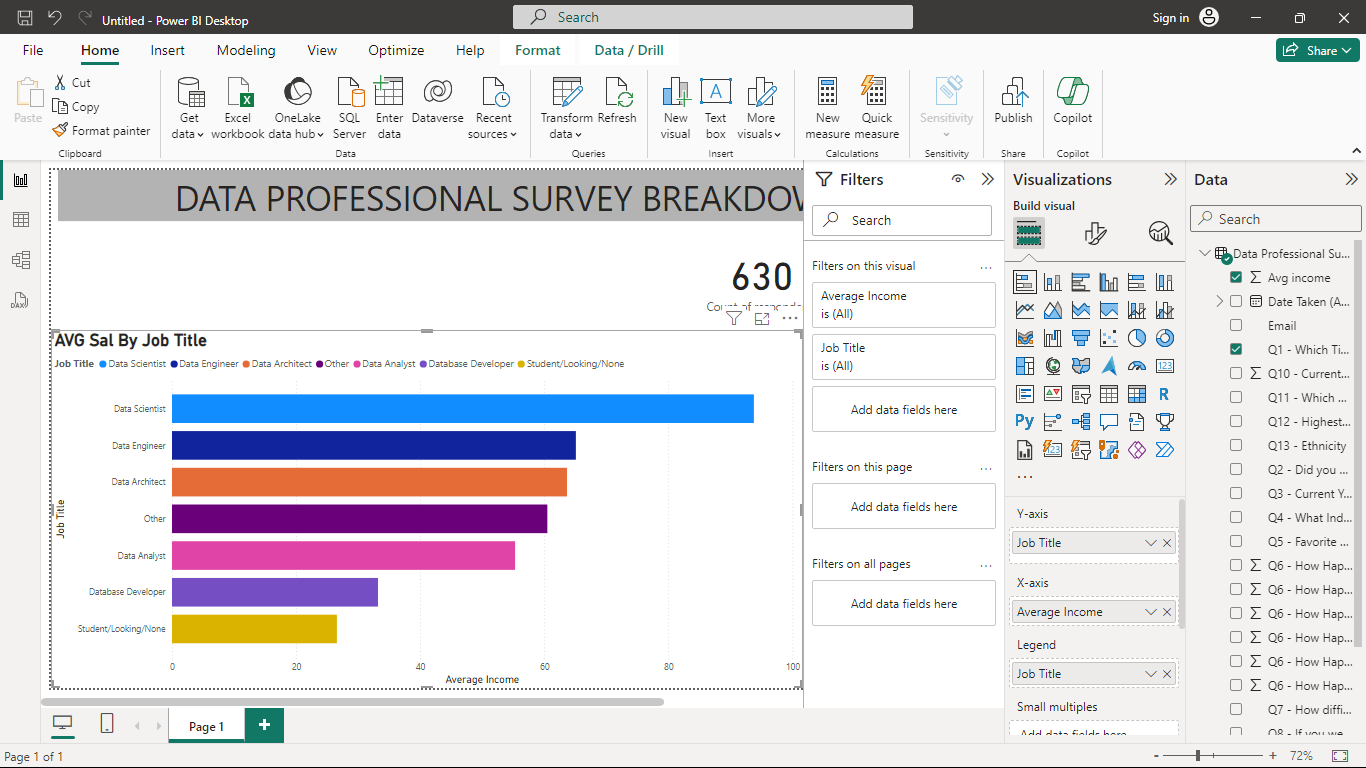 Untitled - Power BI Desktop
Search
Sign in
File Home Insert Modeling View Optimize Help Format Data / Drill
Share
Paste
Cut
Copy
Format painter
Clipboard
Get data
Excel workbook
OneLake data hub
SQL Server
Enter data
Dataverse
Recent sources
Data
Transform data
Refresh
Queries
New visual
Text box
More visuals
Insert
New measure
Quick measure
Calculations
Sensitivity
Sensitivity
Publish
Share
Copilot
Copilot
DATA PROFESSIONAL SURVEY BREAKDOW
630
Count of
AVG Sal By Job Title
Job Title Data Scientist Data Engineer Data Architect Other Data Analyst Database Developer Student/Looking/None
Job Title
Data Scientist
Data Engineer
Data Architect
Other
Data Analyst
Database Developer
Student/Looking/None
0 20 40 60 80 100
Average Income
Filters
Search
Filters on this visual ...
Average Income
is (All)
Job Title
is (All)
Add data fields here
Filters on this page ...
Add data fields here
Filters on all pages ...
Add data fields here
Visualizations
Build visual
123
R
Py
123
...
Y-axis
Job Title
X-axis
Average Income
Legend
Job Title
Small multiples
Add data fields here
Data
Search
Data Professional Su...
Avg income
Date Taken (A...
Email
Q1 - Which Ti...
Q10 - Current...
Q11 - Which ...
Q12 - Highest...
Q13 - Ethnicity
Q2 - Did you ...
Q3 - Current Y...
Q4 - What Ind...
Q5 - Favorite ...
Q6 - How Hap...
Q6 - How Hap...
Q6 - How Hap...
Q6 - How Hap...
Q6 - How Hap...
Q6 - How Hap...
Q7 - How diffi...
Q8 - If you we...
Page 1
+
Page 1 of 1
- + 72%